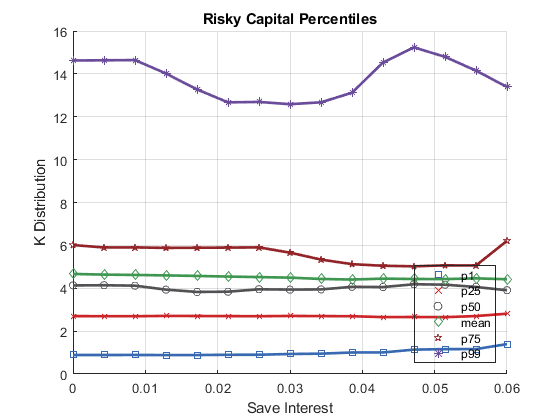 Risky Capital Percentiles
16
14
12
10
8
6
4
2
0
K Distribution
p1
p25
p50
mean
p75
p99
0 0.01 0.02 0.03 0.04 0.05 0.06
Save Interest